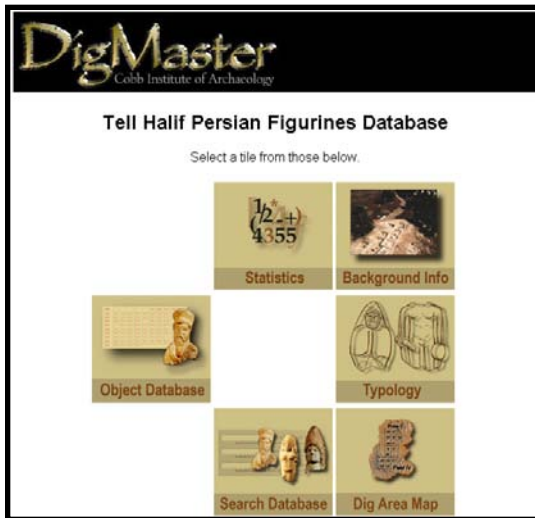 DigMaster
Cobb Institute of Archaeology
Tell Halif Persian Figurines Database
Select a tile from those below.
Statistics
Background Info
Object Database
Typology
Search Database
Dig Area Map